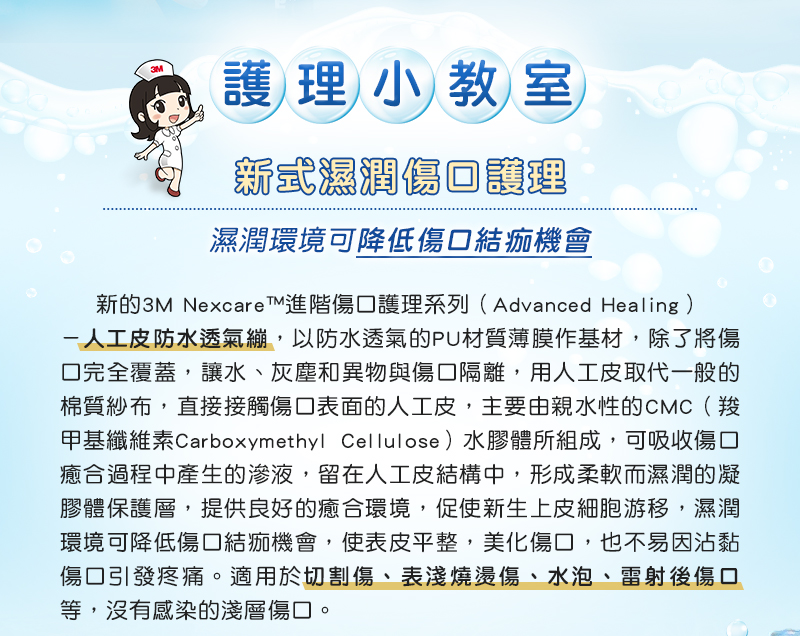 3M
護理小教室
新式濕潤傷口護理
濕潤環境可降低傷口結痂機會
新的3M Nexcare™進階傷口護理系列（Advanced Healing）
－人工皮防水透氣繃，以防水透氣的PU材質薄膜作基材，除了將傷
口完全覆蓋，讓水、灰塵和異物與傷口隔離，用人工皮取代一般的
棉質紗布，直接接觸傷口表面的人工皮，主要由親水性的CMC（羧
甲基纖維素Carboxymethyl Cellulose）水膠體所組成，可吸收傷口
癒合過程中產生的滲液，留在人工皮結構中，形成柔軟而濕潤的凝
膠體保護層，提供良好的癒合環境，促使新生上皮細胞游移，濕潤
環境可降低傷口結痂機會，使表皮平整，美化傷口，也不易因沾黏
傷口引發疼痛。適用於切割傷、表淺燒燙傷、水泡、雷射後傷口
等，沒有感染的淺層傷口。